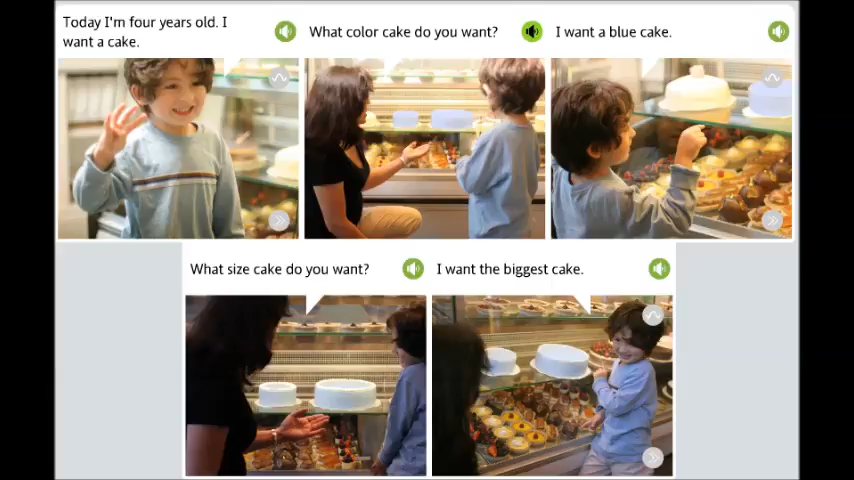 Today I'm four years old. I
want a cake.
What color cake do you want?
I want a blue cake.
What size cake do you want?
I want the biggest cake.